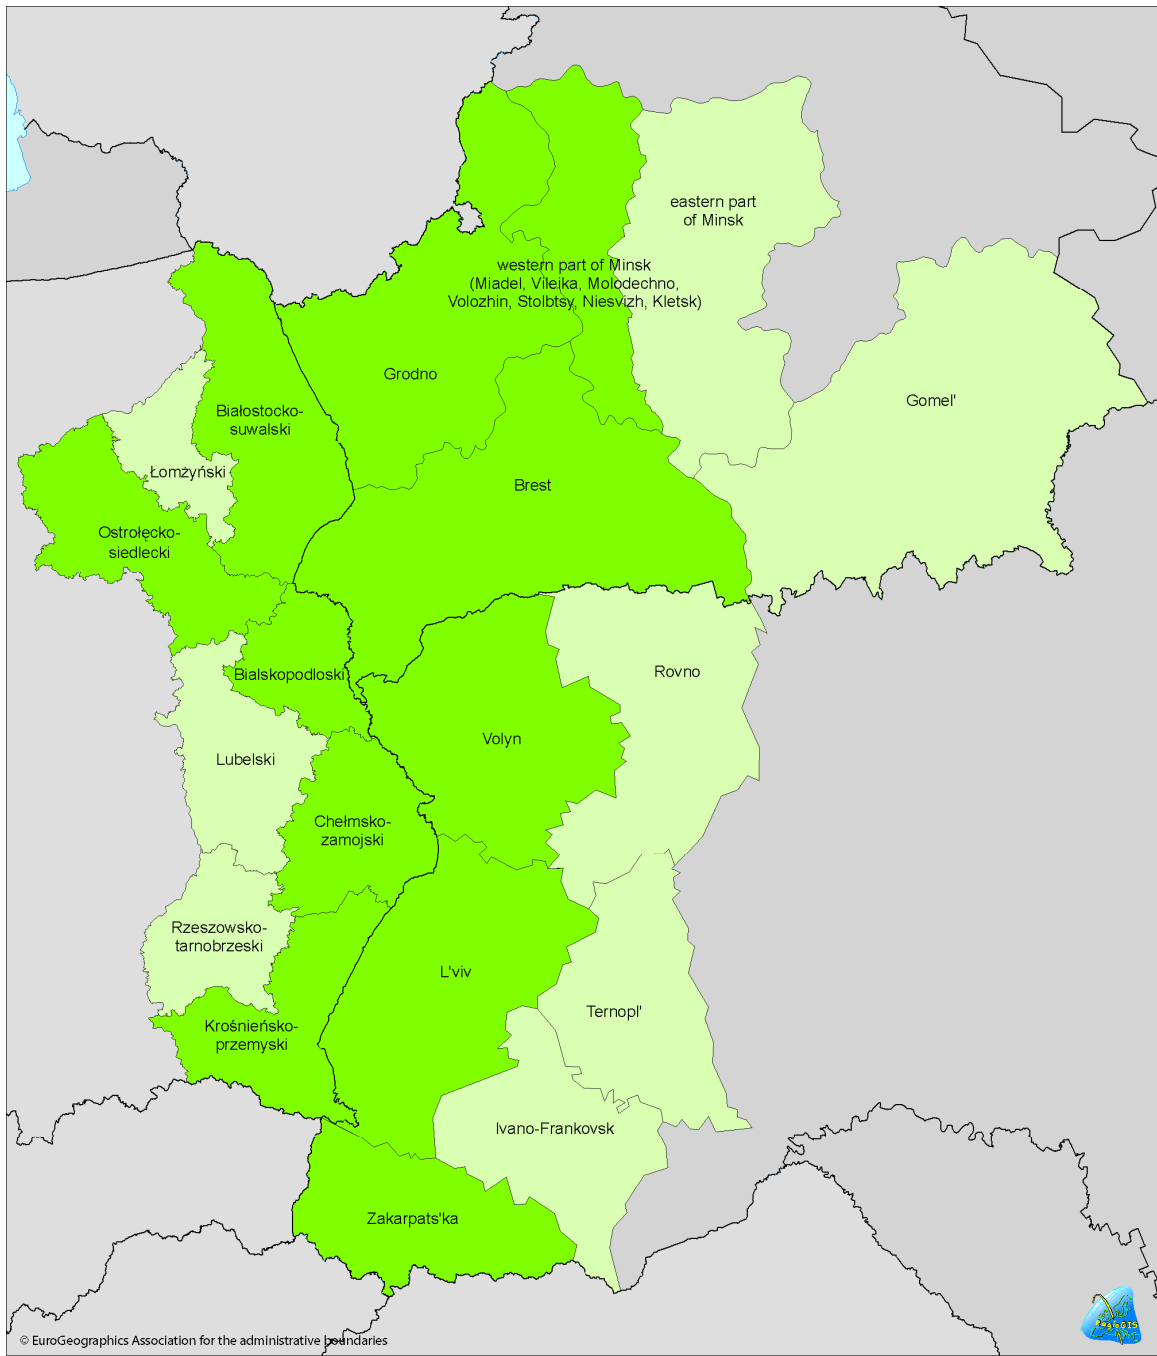 eastern part
of Minsk
western part of Minsk
(Miadel, Vileika, Molodechno,
Volozhin, Stolbtsy, Niesvizh, Kletsk)
Grodno
Gomel'
Białostocko-
suwalski
Łomżyński
Brest
Ostrołęcko-
siedlecki
Bialskopodloski
Rovno
Volyn
Lubelski
Chełmsko-
zamojski
Rzeszowsko-
tarnobrzeski
L'viv
Ternopl'
Krośnieńsko-
przemyski
Ivano-Frankovsk
Zakarpats'ka
RegioGIS
© EuroGeographics Association for the administrative boundaries